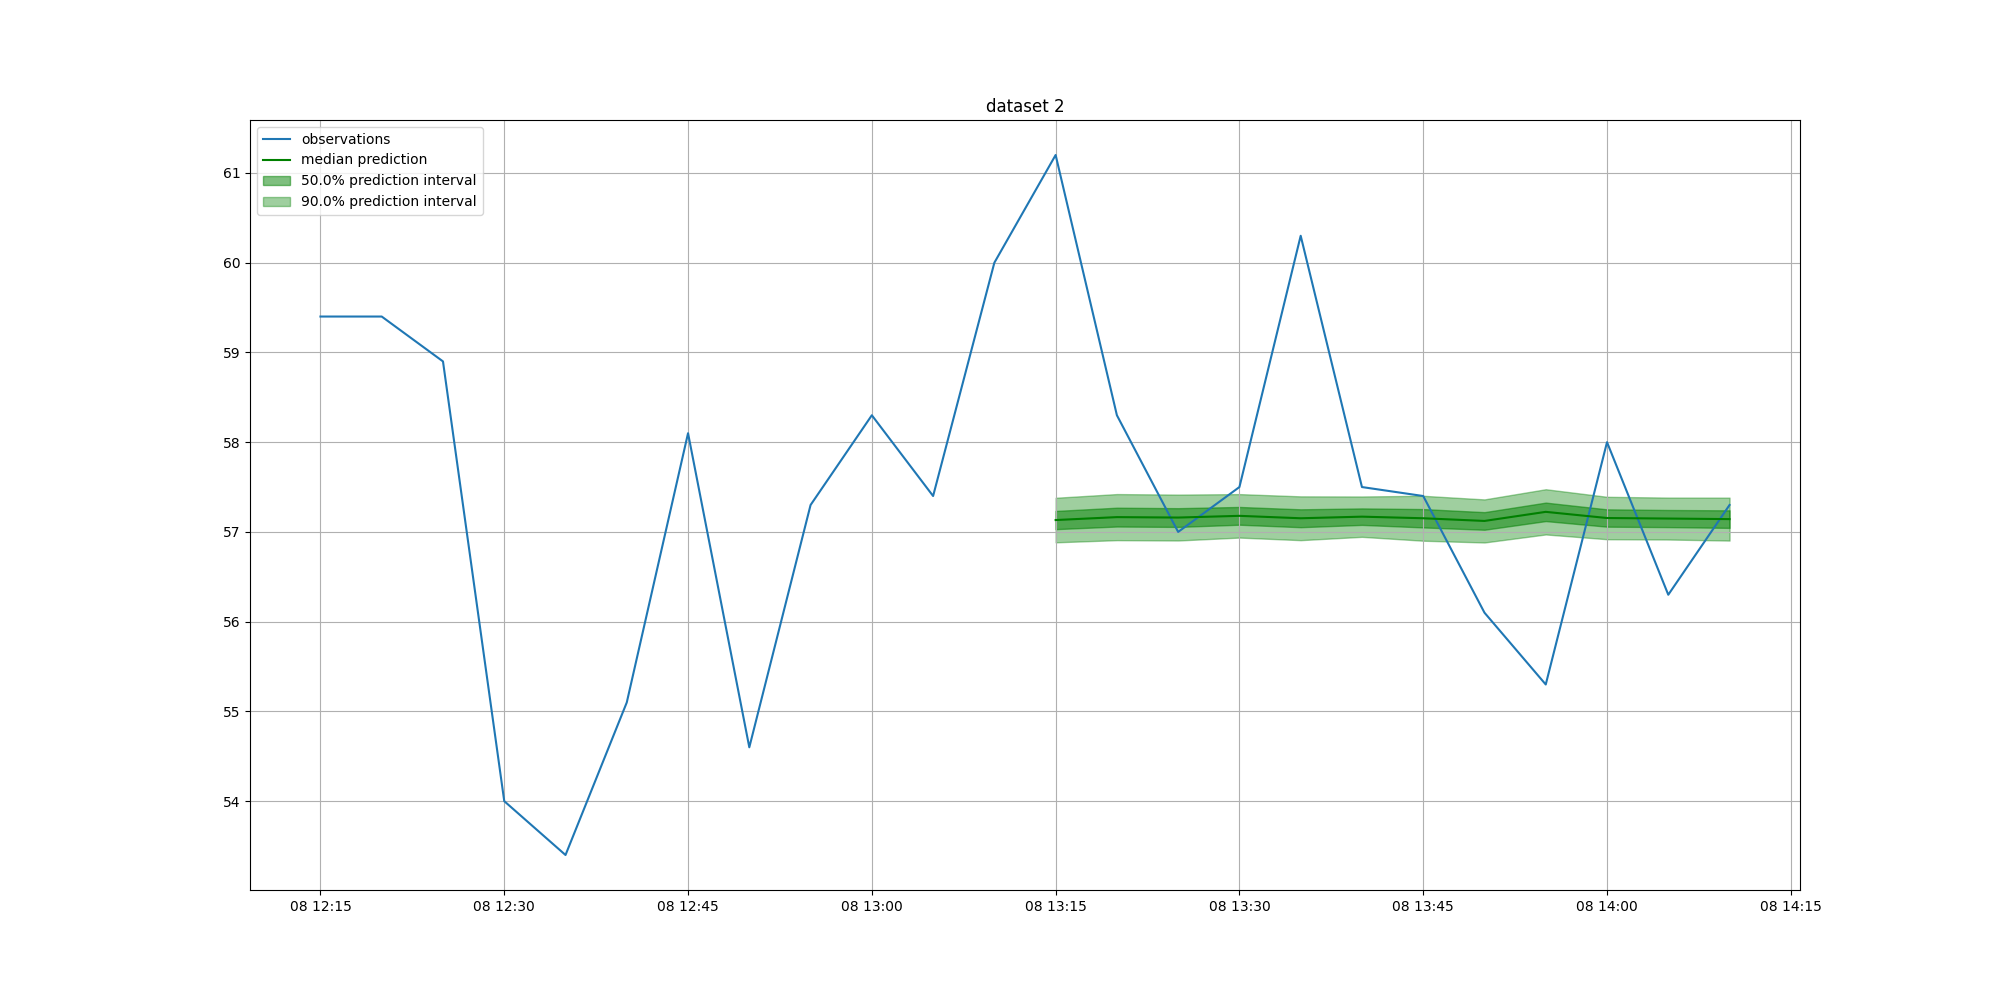 dataset 2
observations
median prediction
50.0% prediction interval
90.0% prediction interval
61
60
59
58
57
56
55
54
08 12:15 08 12:30 08 12:45 08 13:00 08 13:15 08 13:30 08 13:45 08 14:00 08 14:15